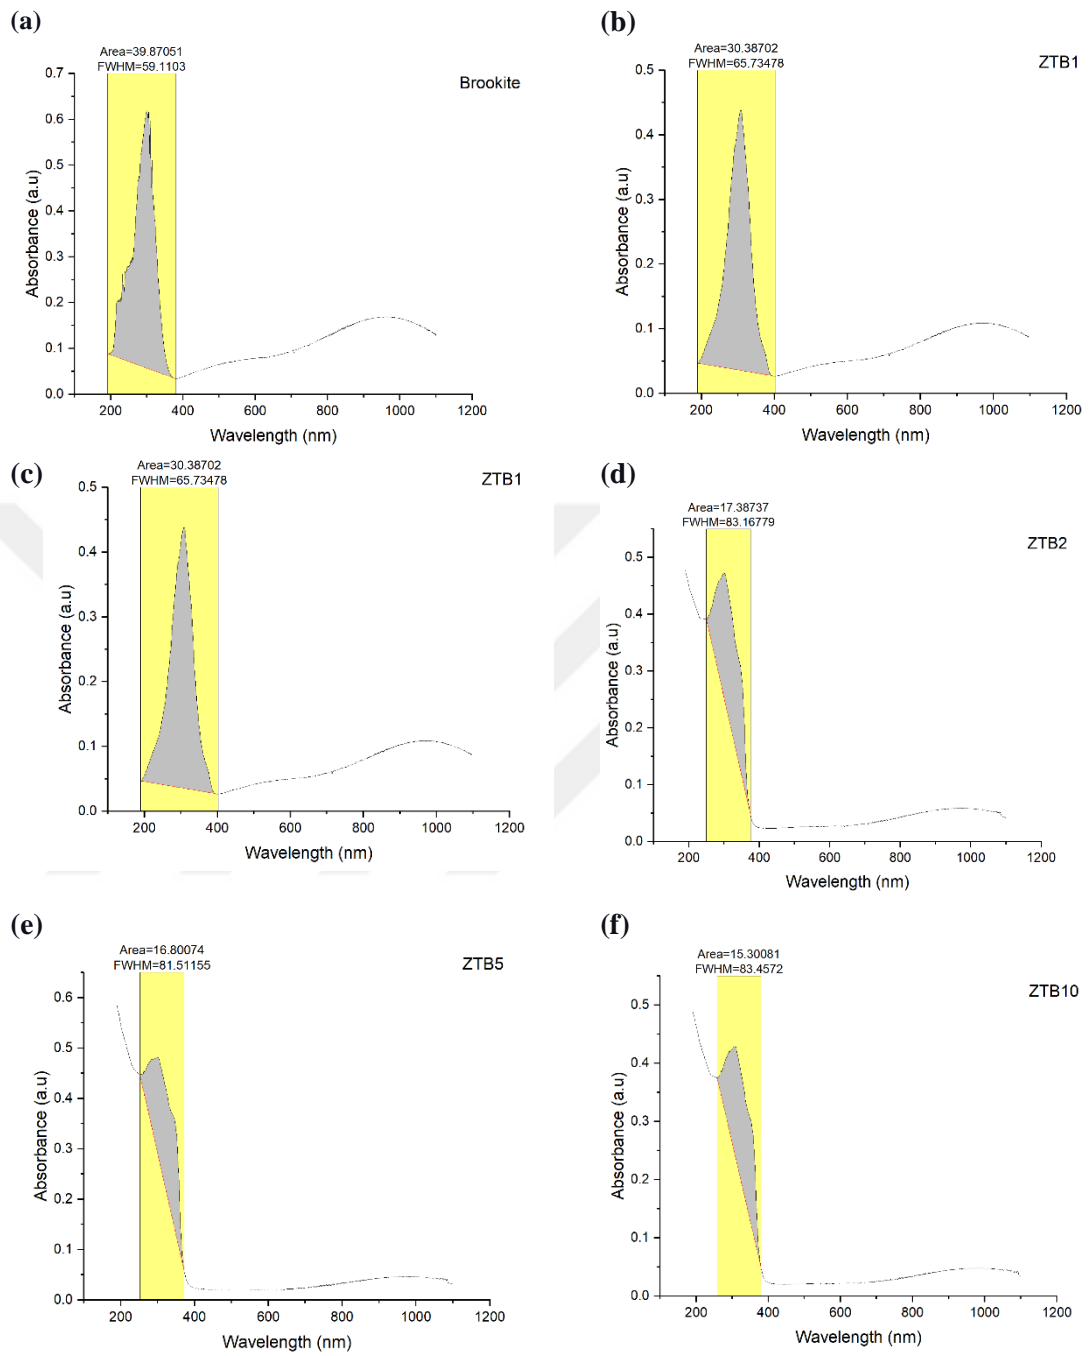 (a)
Area=39.87051
FWHM=59.1103
Brookite
0.7
0.6
0.5
0.4
0.3
0.2
0.1
0.0
Absorbance (a.u)
200 400 600 800 1000 1200
Wavelength (nm)
(b)
Area=30.38702
FWHM=65.73478
ZTB1
0.5
0.4
0.3
0.2
0.1
0.0
Absorbance (a.u)
200 400 600 800 1000 1200
Wavelength (nm)
(c)
Area=30.38702
FWHM=65.73478
ZTB1
0.5
0.4
0.3
0.2
0.1
0.0
Absorbance (a.u)
200 400 600 800 1000 1200
Wavelength (nm)
(d)
Area=17.38737
FWHM=83.16779
ZTB2
0.5
0.4
0.3
0.2
0.1
0.0
Absorbance (a.u)
200 400 600 800 1000 1200
Wavelength (nm)
(e)
Area=16.80074
FWHM=81.51155
ZTB5
0.6
0.5
0.4
0.3
0.2
0.1
0.0
Absorbance (a.u)
200 400 600 800 1000 1200
Wavelength (nm)
(f)
Area=15.30081
FWHM=83.4572
ZTB10
0.5
0.4
0.3
0.2
0.1
0.0
Absorbance (a.u)
200 400 600 800 1000 1200
Wavelength (nm)